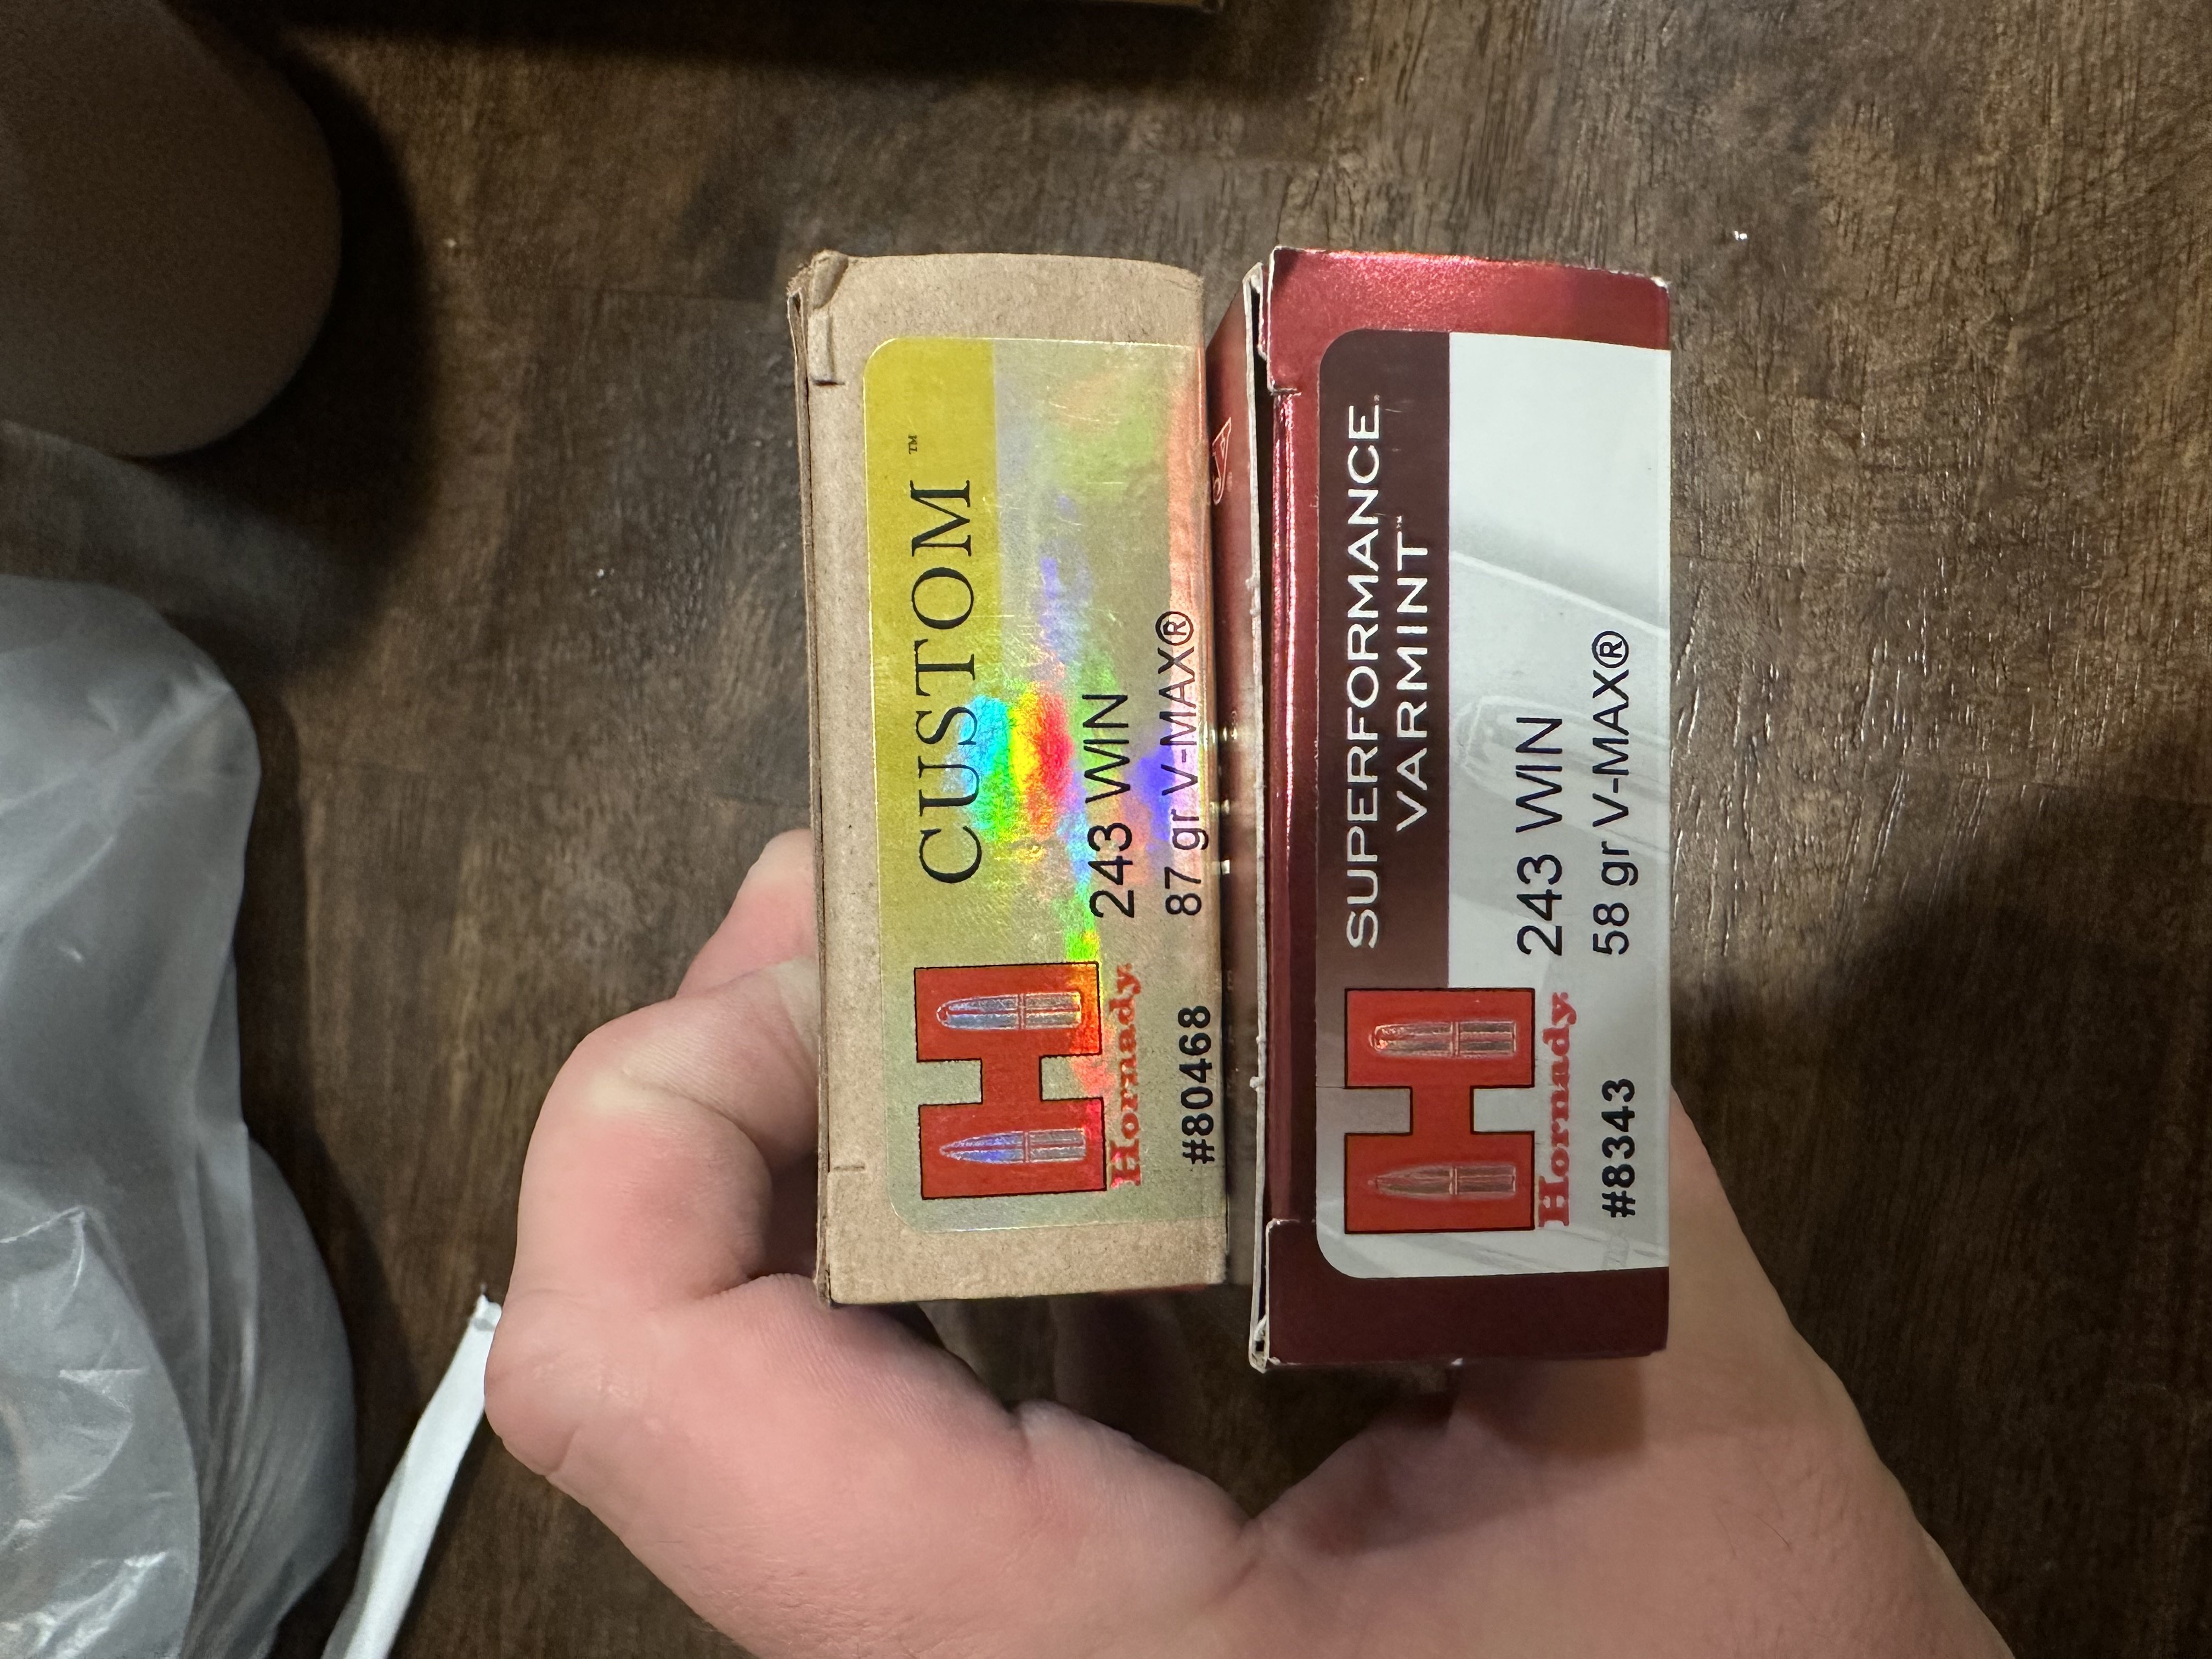 CUSTOM™
243 WIN
87 gr V-MAX®
Hornady
#80468
SUPERFORMANCE
VARMINT™
243 WIN
58 gr V-MAX®
Hornady
#8343